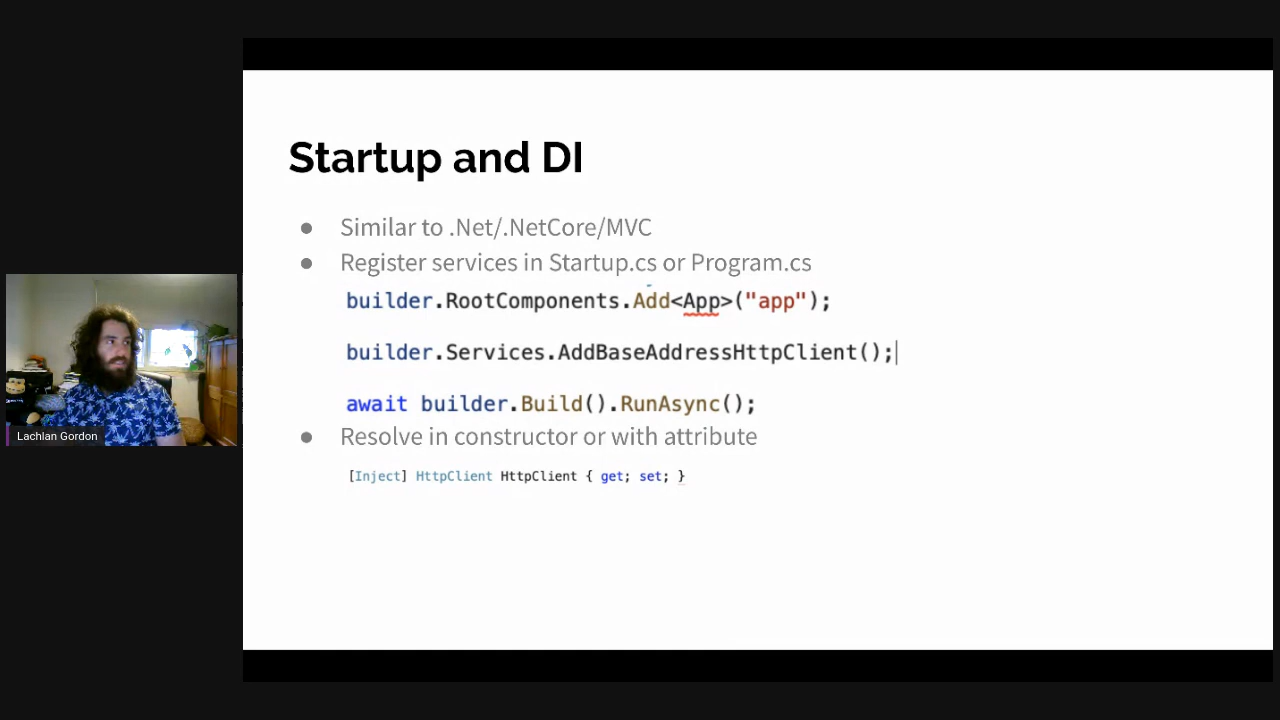 Startup and DI
● Similar to .Net/.NetCore/MVC
● Register services in Startup.cs or Program.cs
builder.RootComponents.Add<App>("app");
builder.Services.AddBaseAddressHttpClient();
await builder.Build().RunAsync();
● Resolve in constructor or with attribute
[Inject] HttpClient HttpClient { get; set; }
Lachlan Gordon